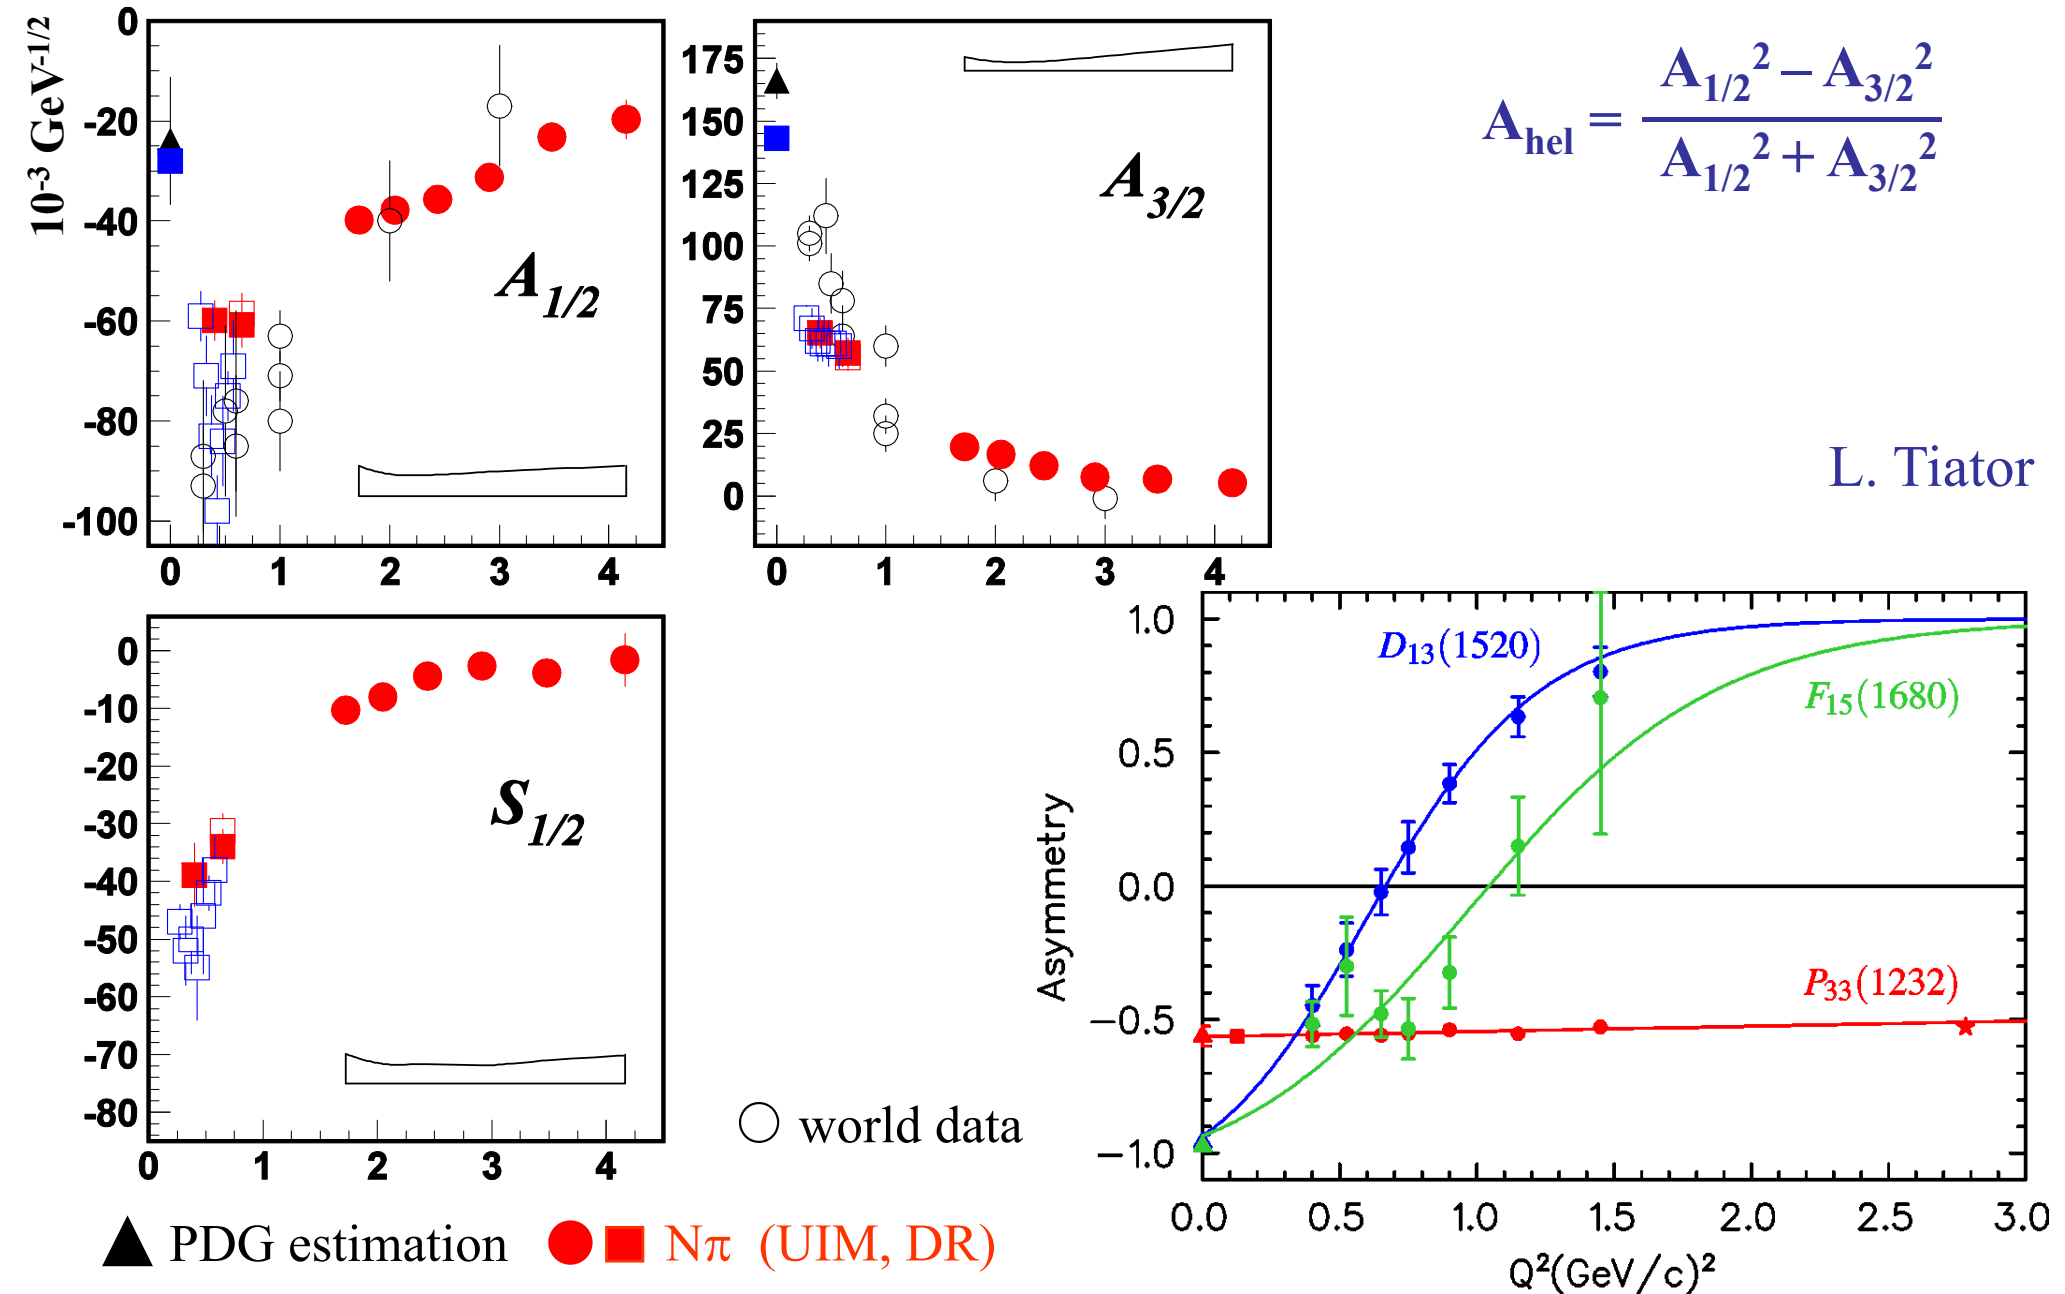 10⁻³ GeV⁻¹/²
0
-20
-40
-60
-80
-100
A1/2
0 1 2 3 4
175
150
125
100
75
50
25
0
A3/2
0 1 2 3 4
Ahel = A1/2² – A3/2²
A1/2² + A3/2²
L. Tiator
0
-10
-20
-30
-40
-50
-60
-70
-80
S1/2
0 1 2 3 4
world data
PDG estimation
Nπ (UIM, DR)
Asymmetry
1.0
0.5
0.0
−0.5
−1.0
D13(1520)
F15(1680)
P33(1232)
0.0 0.5 1.0 1.5 2.0 2.5 3.0
Q²(GeV/c)²